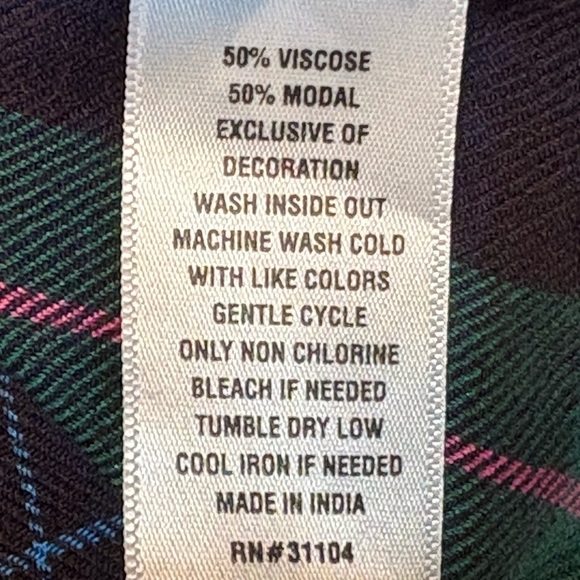 50% VISCOSE
50% MODAL
EXCLUSIVE OF
DECORATION
WASH INSIDE OUT
MACHINE WASH COLD
WITH LIKE COLORS
GENTLE CYCLE
ONLY NON CHLORINE
BLEACH IF NEEDED
TUMBLE DRY LOW
COOL IRON IF NEEDED
MADE IN INDIA
RN#31104